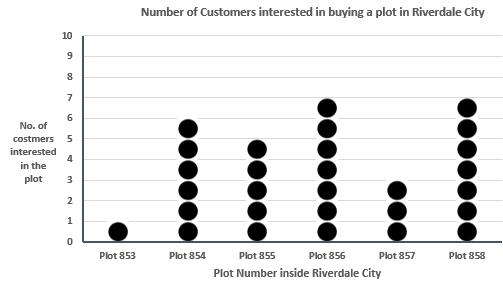 Number of Customers interested in buying a plot in Riverdale City
10
9
8
7
6
5
4
3
2
1
0
No. of
costmers
interested
in the
plot
Plot 853 Plot 854 Plot 855 Plot 856 Plot 857 Plot 858
Plot Number inside Riverdale City